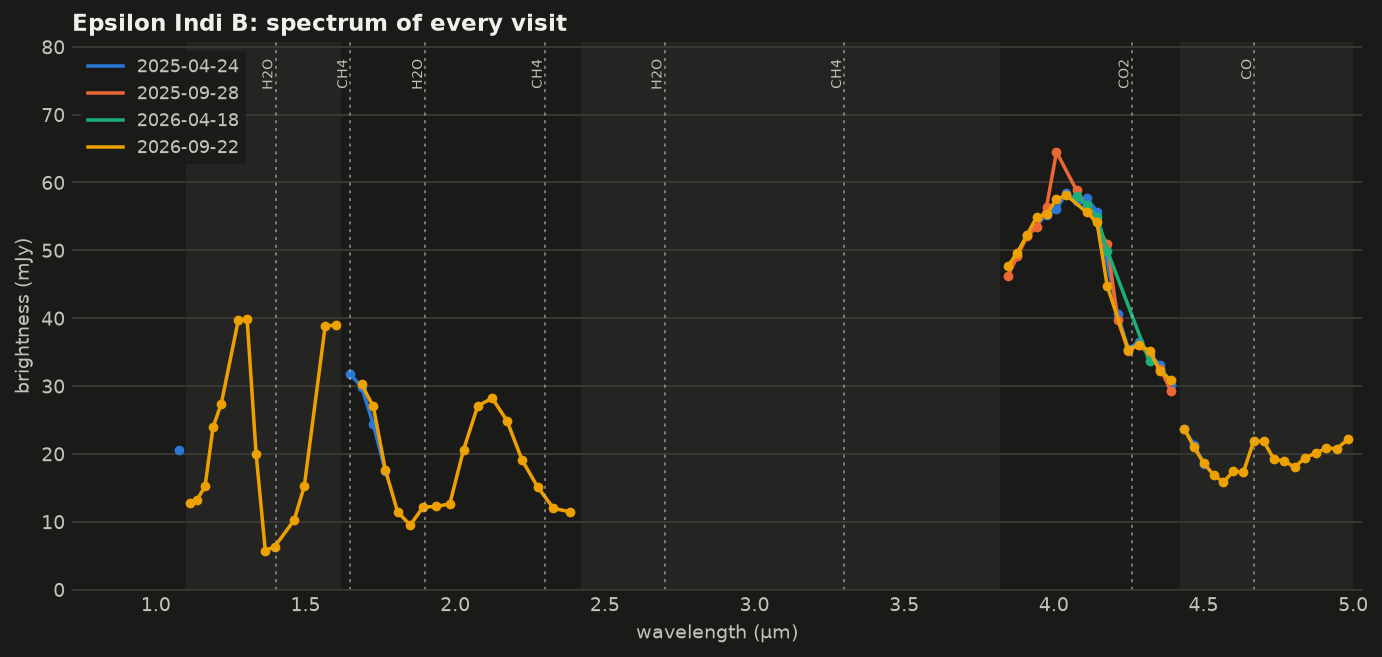 Epsilon Indi B: spectrum of every visit
2025-04-24
2025-09-28
2026-04-18
2026-09-22
H2O
CH4
H2O
CH4
H2O
CH4
CO2
CO
80
70
60
50
40
30
20
10
0
brightness (mJy)
1.0
1.5
2.0
2.5
3.0
3.5
4.0
4.5
5.0
wavelength (μm)